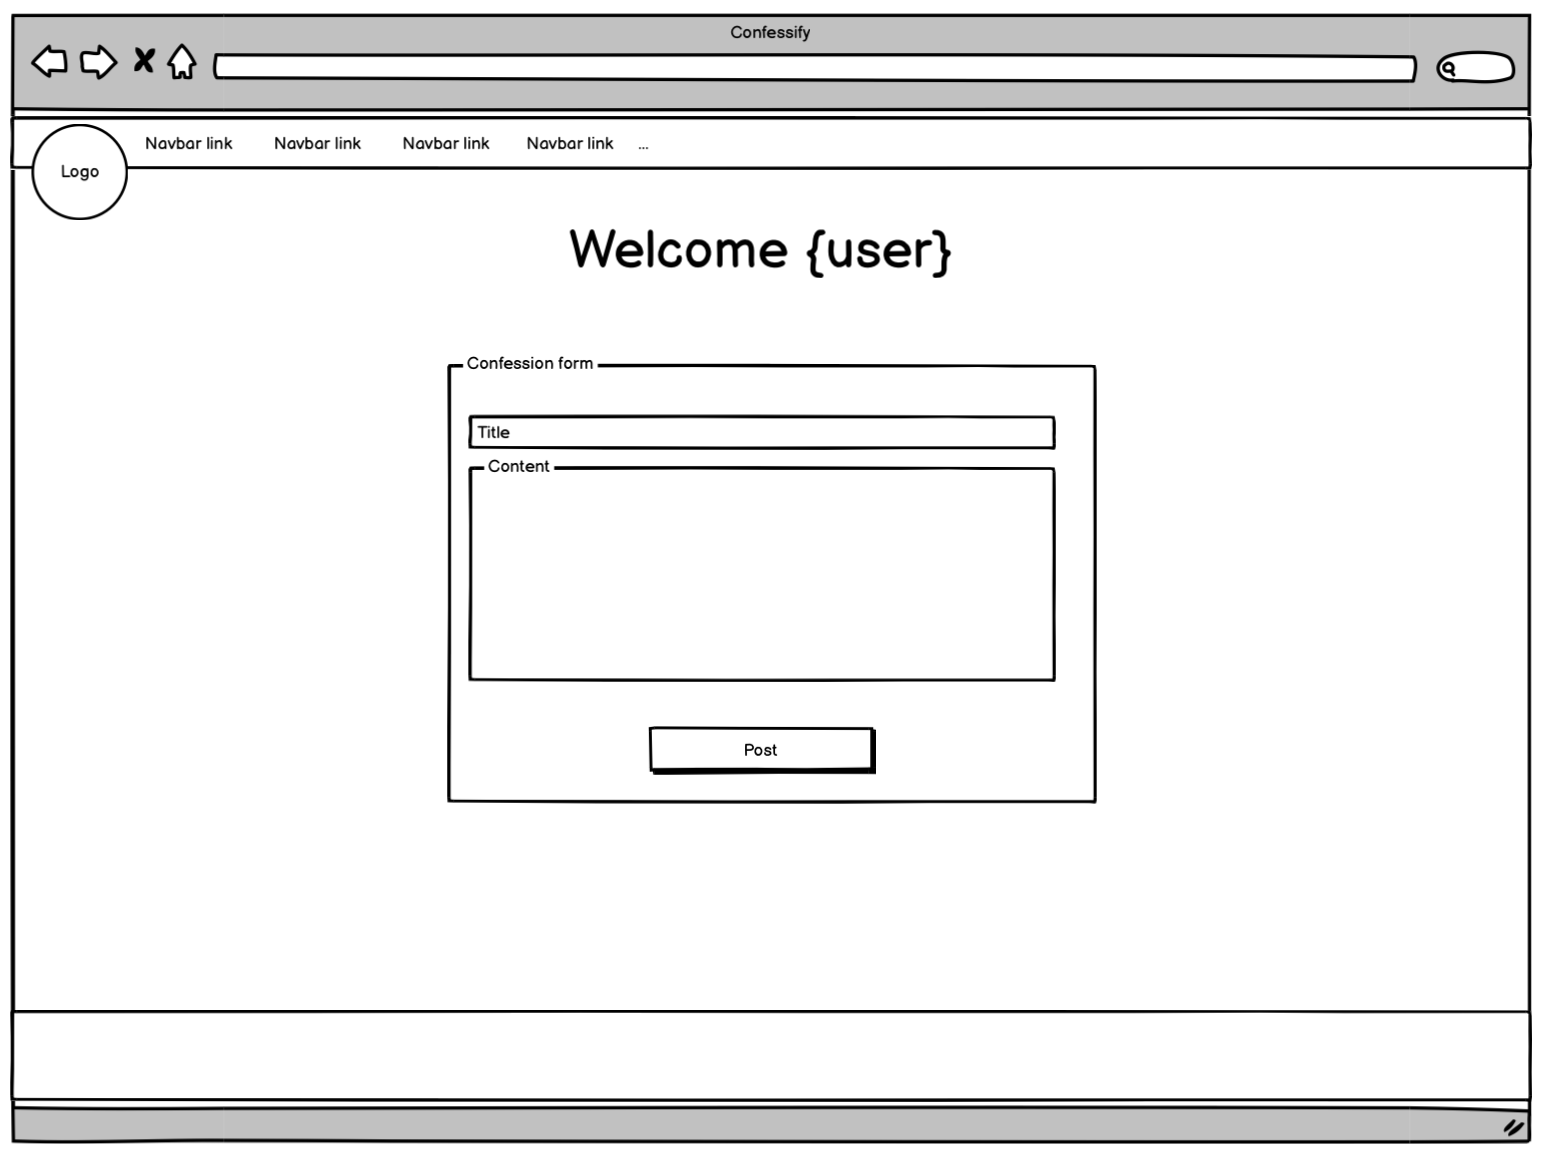 Confessify
Navbar link Navbar link Navbar link Navbar link ...
Logo
Welcome {user}
Confession form
Title
Content
Post